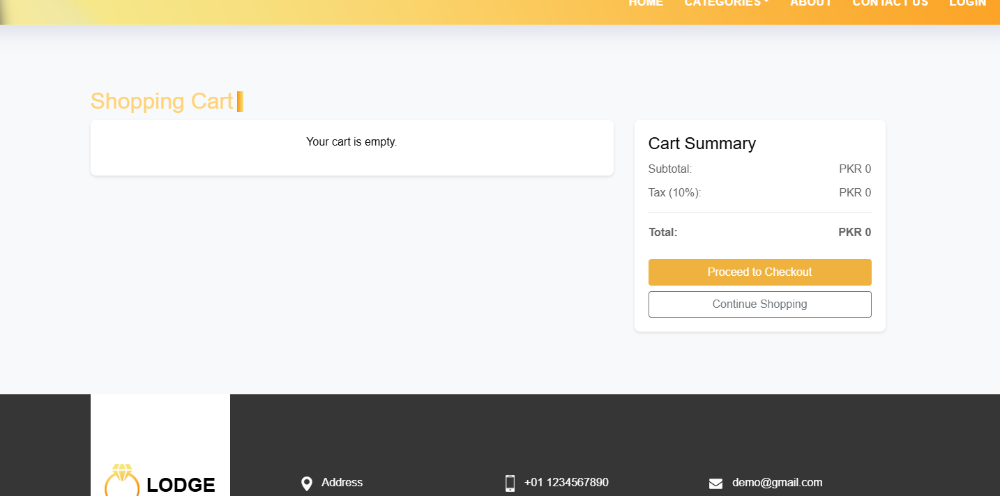 HOME CATEGORIES ABOUT CONTACT US LOGIN
Shopping Cart
Your cart is empty.
Cart Summary
Subtotal: PKR 0
Tax (10%): PKR 0
Total: PKR 0
Proceed to Checkout
Continue Shopping
LODGE
Address
+01 1234567890
demo@gmail.com